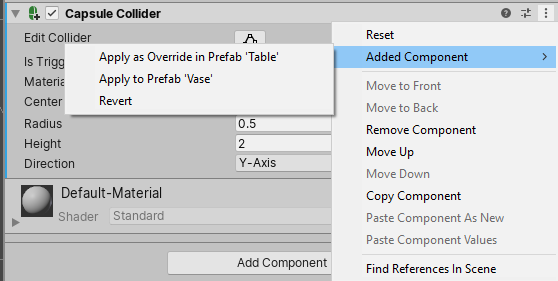 Capsule Collider
Edit Collider
Is Trigg
Material
Center
Radius 0.5
Height 2
Direction Y-Axis
Default-Material
Shader Standard
Add Component
Apply as Override in Prefab 'Table'
Apply to Prefab 'Vase'
Revert
Reset
Added Component
Move to Front
Move to Back
Remove Component
Move Up
Move Down
Copy Component
Paste Component As New
Paste Component Values
Find References In Scene